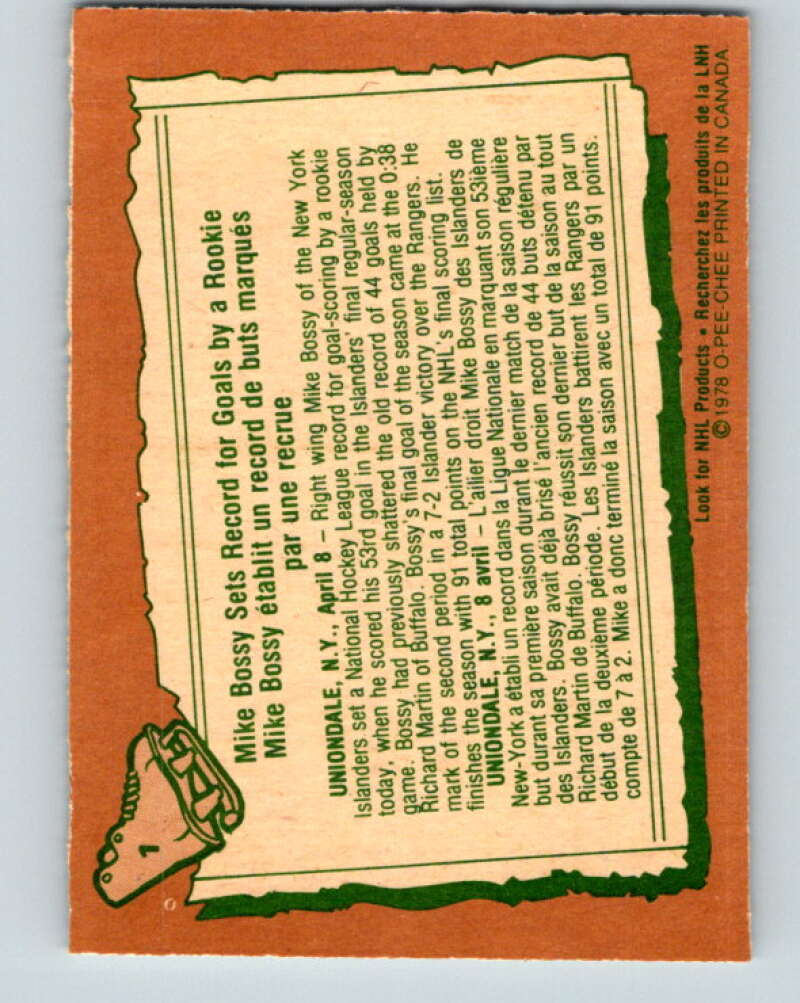 1
Mike Bossy Sets Record for Goals by a Rookie
Mike Bossy établit un record de buts marqués
par une recrue
UNIONDALE, N.Y., April 8 – Right wing Mike Bossy of the New York
Islanders set a National Hockey League record for goal-scoring by a rookie
today, when he scored his 53rd goal in the Islanders' final regular-season
game. Bossy had previously shattered the old record of 44 goals held by
Richard Martin of Buffalo. Bossy's final goal of the season came at the 0:38
mark of the second period in a 7-2 Islander victory over the Rangers. He
finishes the season with 91 total points on the NHL's final scoring list.
UNIONDALE, N.Y., 8 avril – L'ailier droit Mike Bossy des Islanders de
New-York a établi un record dans la Ligue Nationale en marquant son 53ième
but durant sa première saison durant le dernier match de la saison régulière
des Islanders. Bossy avait déjà brisé l'ancien record de 44 buts détenu par
Richard Martin de Buffalo. Bossy réussit son dernier but de la saison au tout
début de la deuxième période. Les Islanders battirent les Rangers par un
compte de 7 à 2. Mike a donc terminé la saison avec un total de 91 points.
Look for NHL Products • Recherchez les produits de la LNH
© 1978 O-PEE-CHEE PRINTED IN CANADA